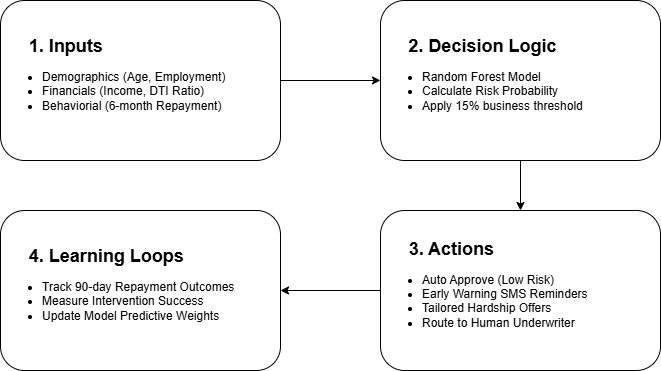 1. Inputs
• Demographics (Age, Employment)
• Financials (Income, DTI Ratio)
• Behaviorial (6-month Repayment)
2. Decision Logic
• Random Forest Model
• Calculate Risk Probability
• Apply 15% business threshold
3. Actions
• Auto Approve (Low Risk)
• Early Warning SMS Reminders
• Tailored Hardship Offers
• Route to Human Underwriter
4. Learning Loops
• Track 90-day Repayment Outcomes
• Measure Intervention Success
• Update Model Predictive Weights